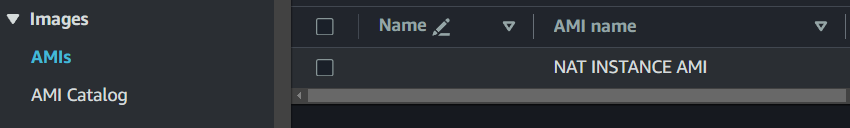 Images
AMIs
AMI Catalog
Name AMI name
NAT INSTANCE AMI